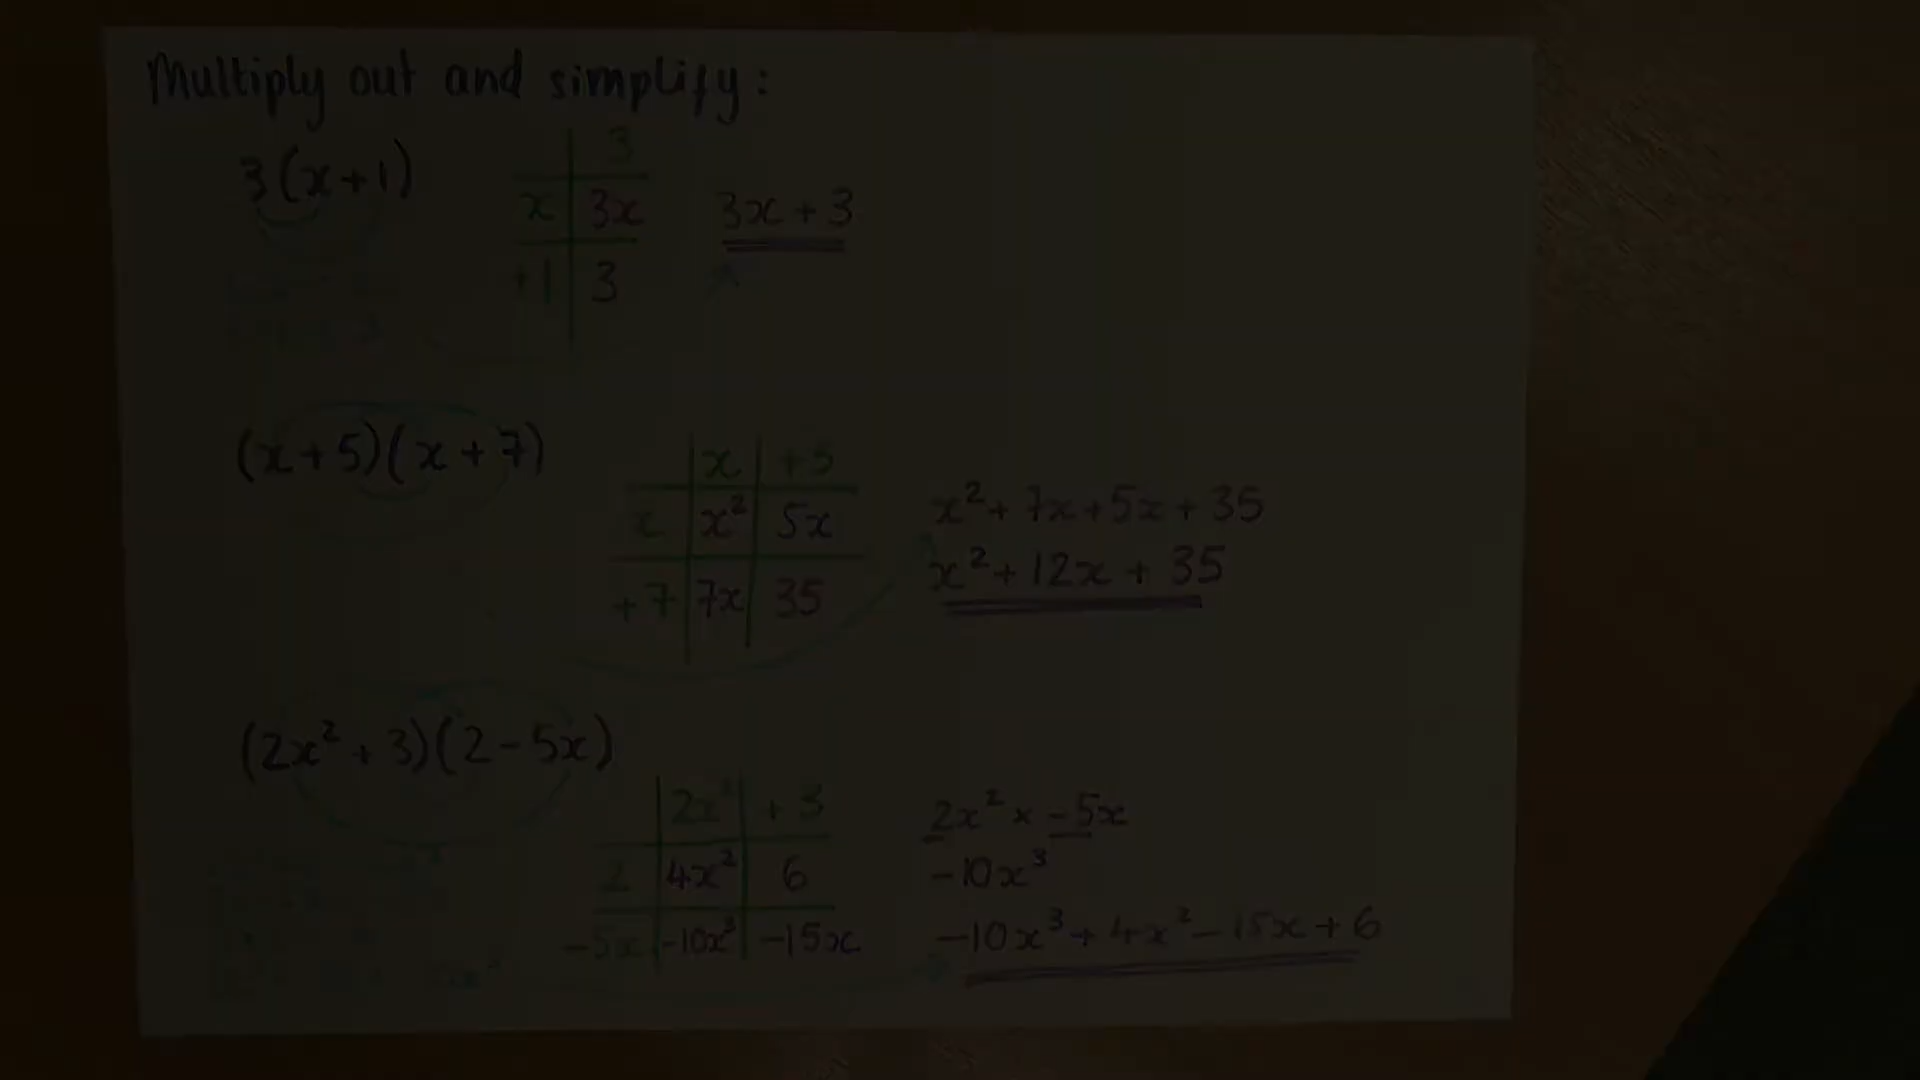 Multiply out and simplify:
3(x+1)
3
x 3x
+1 3
3x + 3
(x+5)(x+7)
x +5
x x² 5x
+7 7x 35
x² + 7x + 5x + 35
x² + 12x + 35
(2x² + 3)(2 - 5x)
2x² + 3
2 4x² 6
-5x -10x³ -15x
2x² × -5x
-10x³
-10x³ + 4x² - 15x + 6